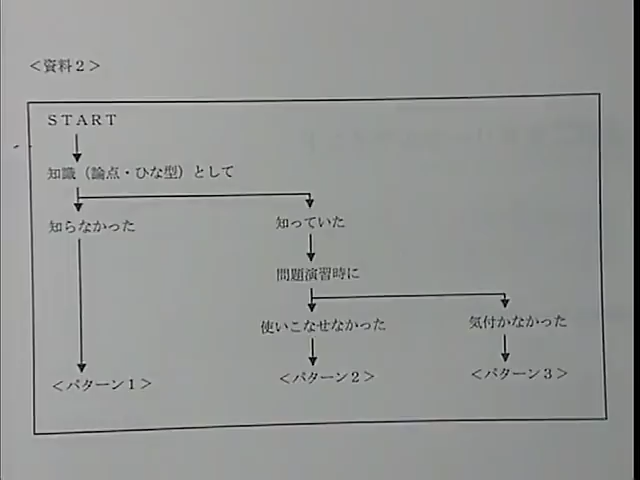 ＜資料２＞
ＳＴＡＲＴ
知識（論点・ひな型）として
知らなかった
知っていた
問題演習時に
使いこなせなかった
気付かなかった
＜パターン１＞
＜パターン２＞
＜パターン３＞